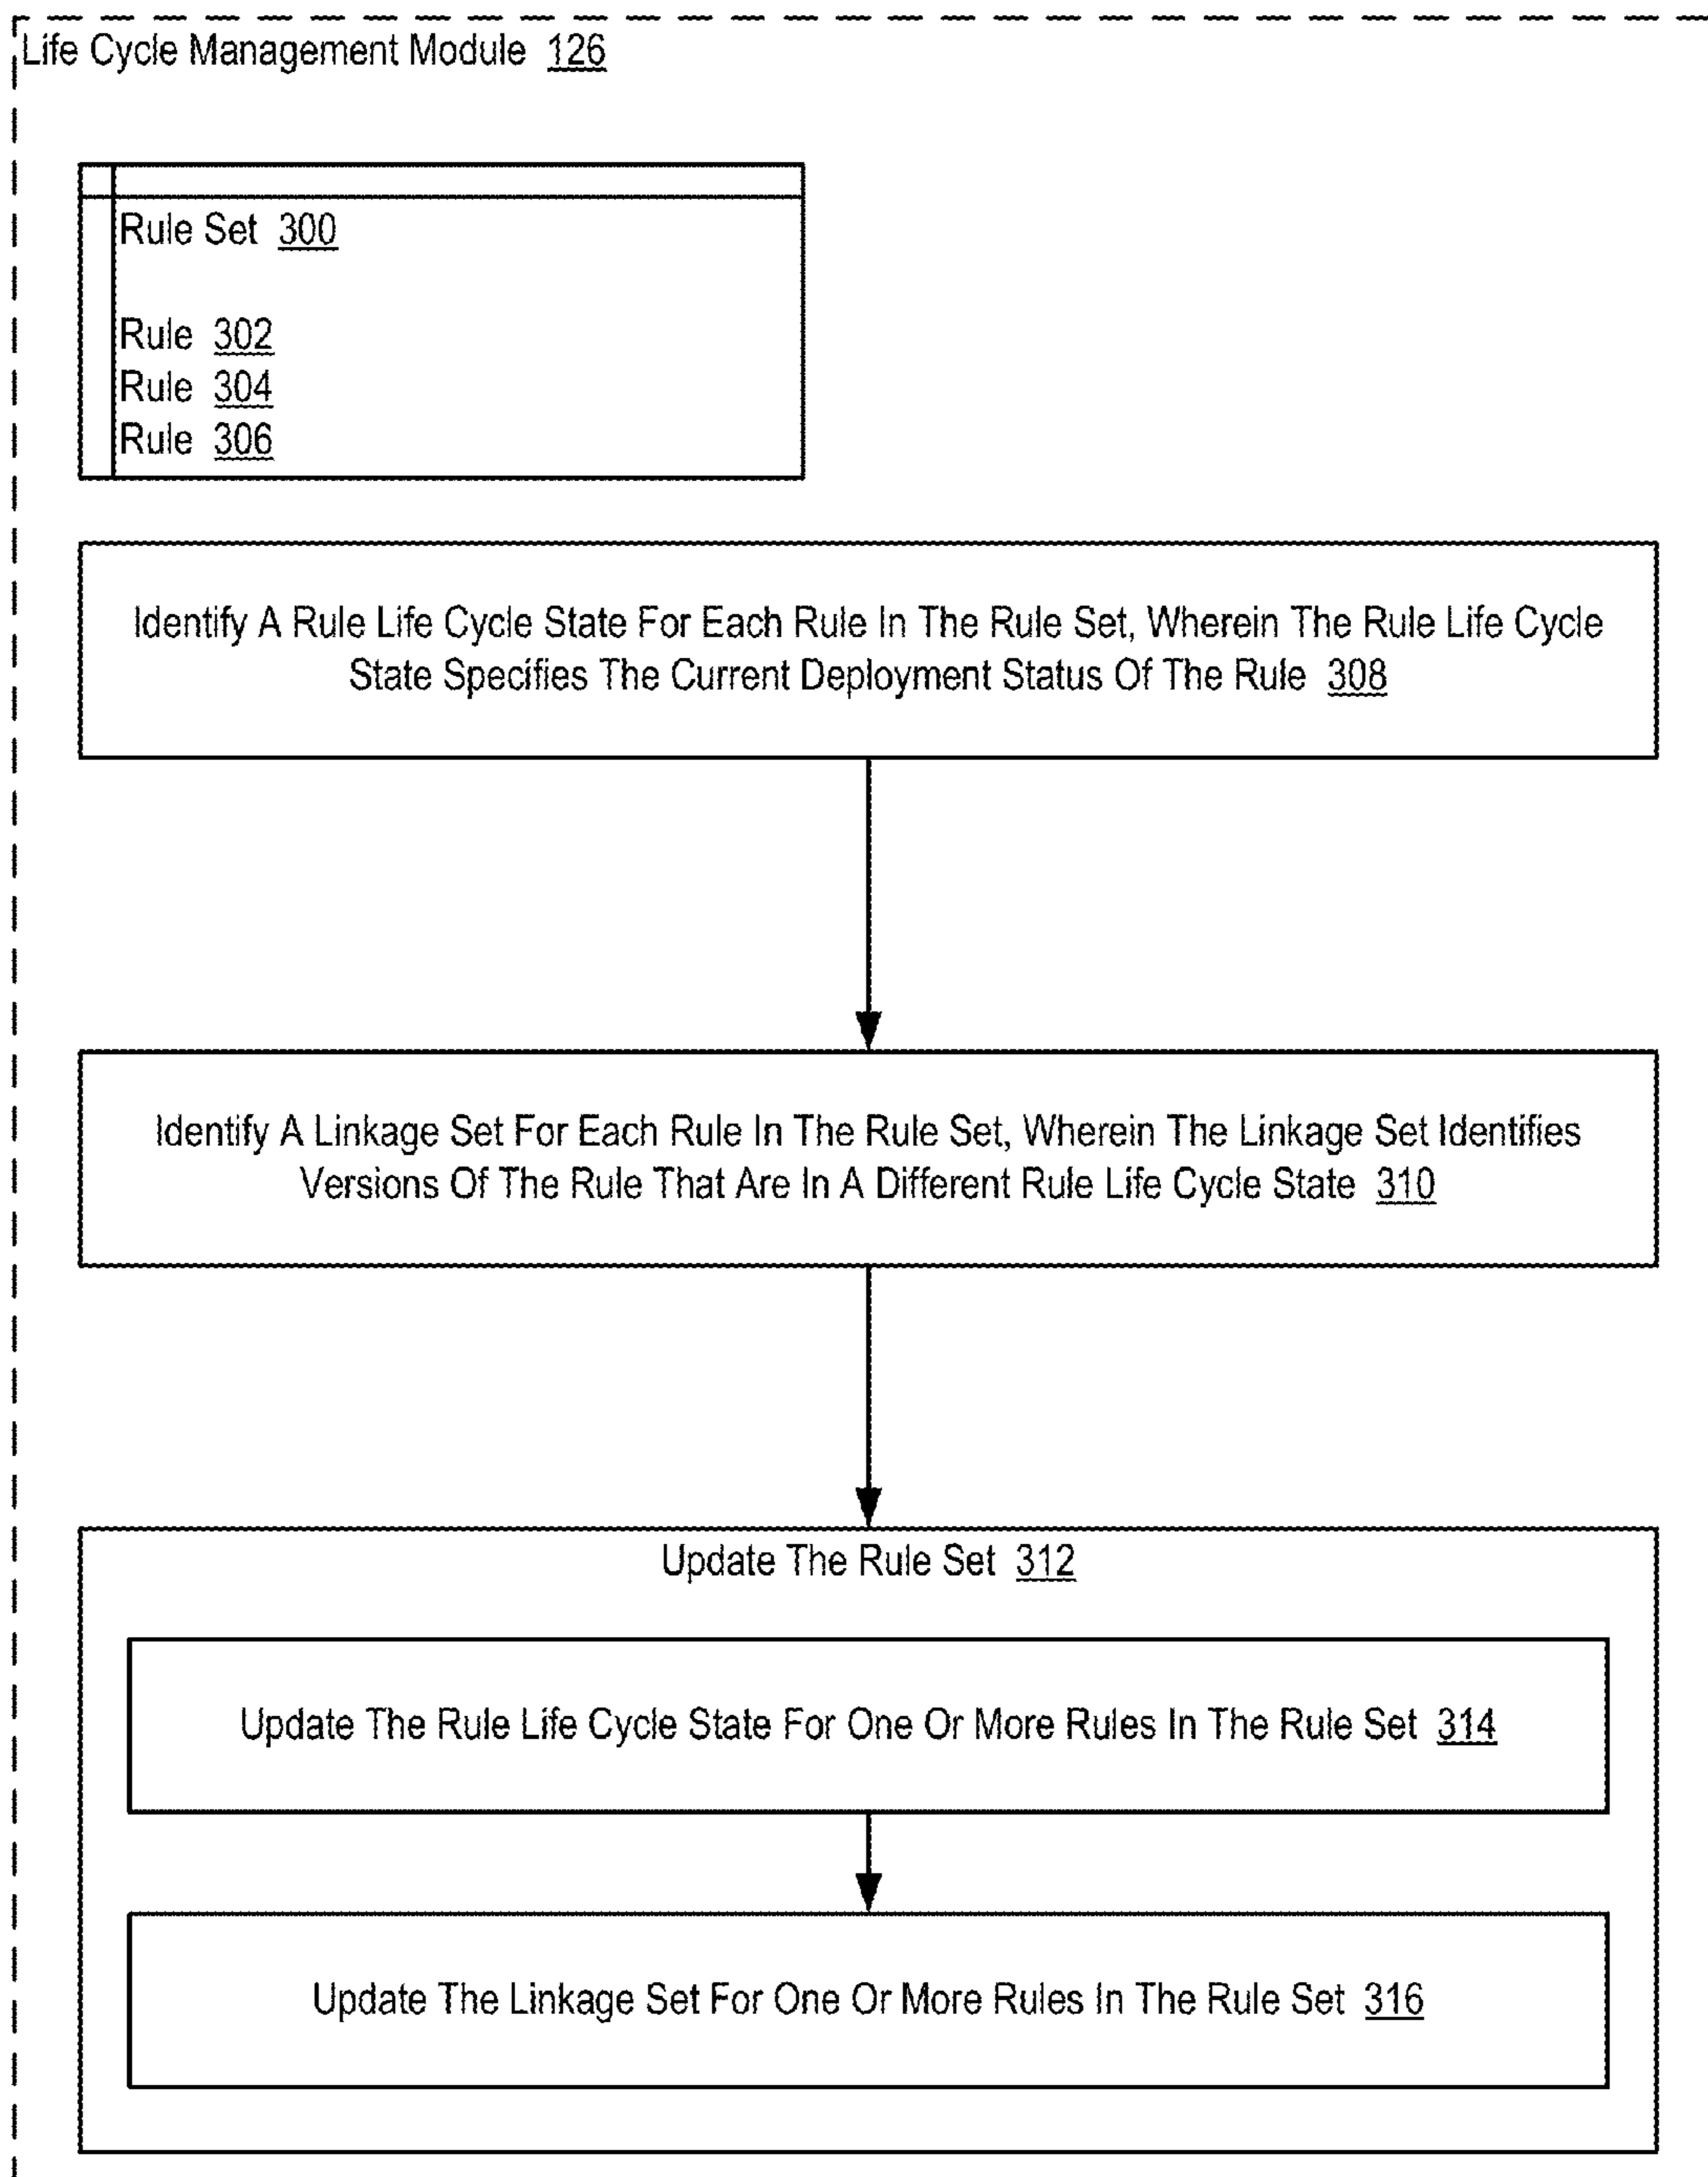 Life Cycle Management Module 126
Rule Set 300
Rule 302
Rule 304
Rule 306
Identify A Rule Life Cycle State For Each Rule In The Rule Set, Wherein The Rule Life Cycle
State Specifies The Current Deployment Status Of The Rule 308
Identify A Linkage Set For Each Rule In The Rule Set, Wherein The Linkage Set Identifies
Versions Of The Rule That Are In A Different Rule Life Cycle State 310
Update The Rule Set 312
Update The Rule Life Cycle State For One Or More Rules In The Rule Set 314
Update The Linkage Set For One Or More Rules In The Rule Set 316